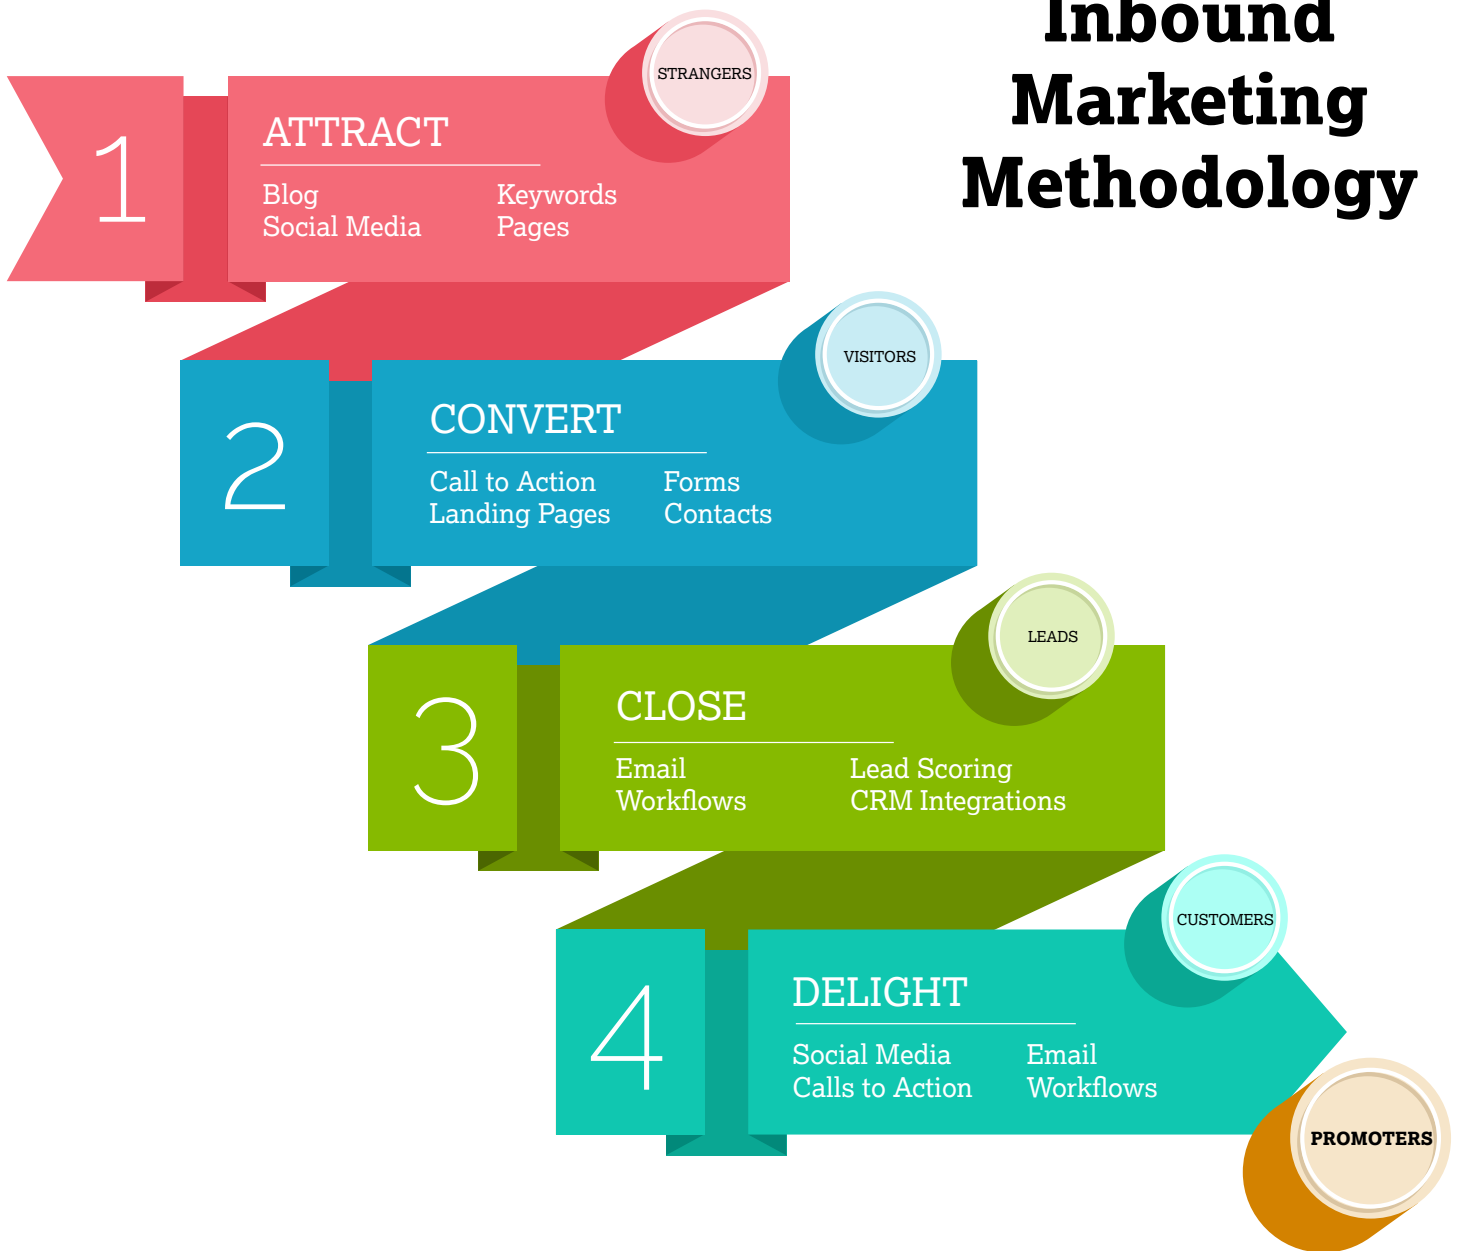 Inbound
Marketing
Methodology
STRANGERS
1
ATTRACT
Blog
Keywords
Social Media
Pages
VISITORS
2
CONVERT
Call to Action
Forms
Landing Pages
Contacts
LEADS
3
CLOSE
Email
Lead Scoring
Workflows
CRM Integrations
CUSTOMERS
4
DELIGHT
Social Media
Email
Calls to Action
Workflows
PROMOTERS